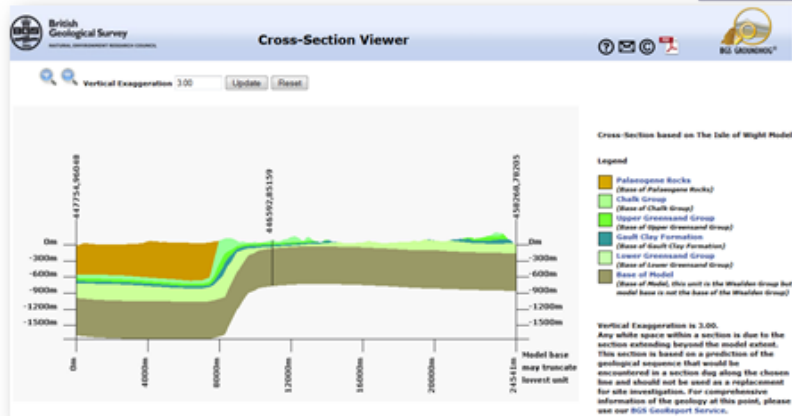 British
Geological Survey
NATURAL ENVIRONMENT RESEARCH COUNCIL
Cross-Section Viewer
BGS GROUNDHOG®
Vertical Exaggeration 3.00 Update Reset
Cross-Section based on The Isle of Wight Model
Legend
Palaeogene Rocks
(Base of Palaeogene Rocks)
Chalk Group
(Base of Chalk Group)
Upper Greensand Group
(Base of Upper Greensand Group)
Gault Clay Formation
(Base of Gault Clay Formation)
Lower Greensand Group
(Base of Lower Greensand Group)
Base of Model
(Base of Model, this unit is the Wealden Group but
model base is not the base of the Wealden Group)
Vertical Exaggeration is 3.00.
Any white space within a section is due to the
section extending beyond the model extent.
This section is based on a prediction of the
geological sequence that would be
encountered in a section dug along the chosen
line and should not be used as a replacement
for site investigation. For comprehensive
information of the geology at this point, please
use our BGS GeoReport Service.
447754,96048
446592,85159
458268,78205
0m
-300m
-600m
-900m
-1200m
-1500m
0m
-300m
-600m
-900m
-1200m
-1500m
0m
4000m
8000m
12000m
16000m
20000m
24541m
Model base
may truncate
lowest unit